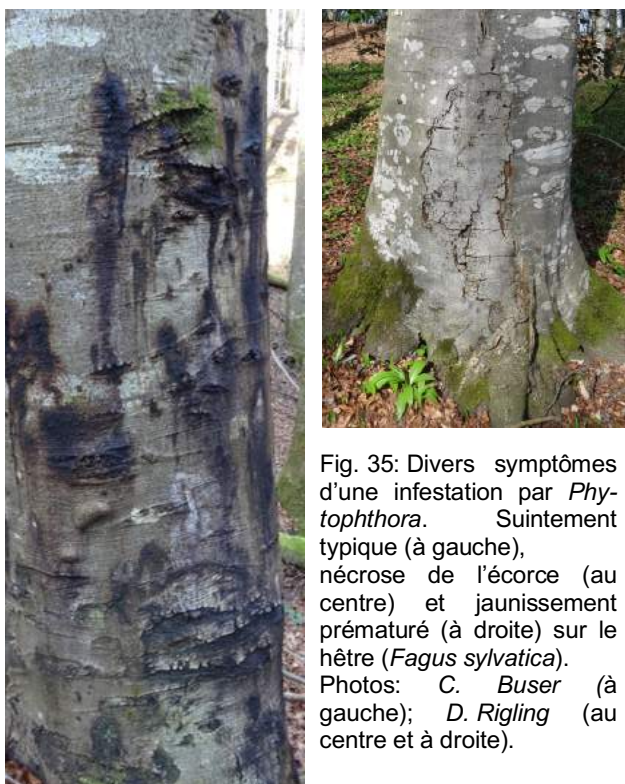 Fig. 35: Divers symptômes
d’une infestation par Phy-
tophthora. Suintement
typique (à gauche),
nécrose de l’écorce (au
centre) et jaunissement
prématuré (à droite) sur le
hêtre (Fagus sylvatica).
Photos: C. Buser (à
gauche); D. Rigling (au
centre et à droite).